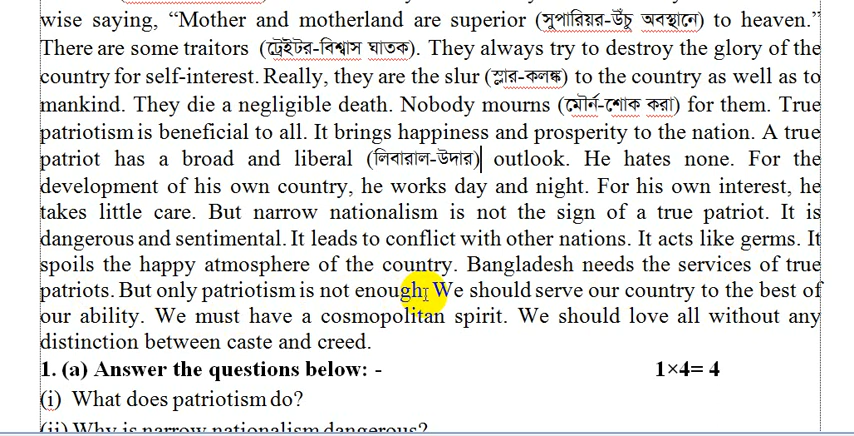 wise saying, “Mother and motherland are superior (সুপারিয়র-উঁচু অবস্থানে) to heaven.”
There are some traitors (ট্রেইটর-বিশ্বাস ঘাতক). They always try to destroy the glory of the
country for self-interest. Really, they are the slur (স্লার-কলঙ্ক) to the country as well as to
mankind. They die a negligible death. Nobody mourns (মৌর্ন-শোক করা) for them. True
patriotism is beneficial to all. It brings happiness and prosperity to the nation. A true
patriot has a broad and liberal (লিবারাল-উদার) outlook. He hates none. For the
development of his own country, he works day and night. For his own interest, he
takes little care. But narrow nationalism is not the sign of a true patriot. It is
dangerous and sentimental. It leads to conflict with other nations. It acts like germs. It
spoils the happy atmosphere of the country. Bangladesh needs the services of true
patriots. But only patriotism is not enough. We should serve our country to the best of
our ability. We must have a cosmopolitan spirit. We should love all without any
distinction between caste and creed.
1. (a) Answer the questions below: - 1×4= 4
(i) What does patriotism do?
(ii) Why is narrow nationalism dangerous?